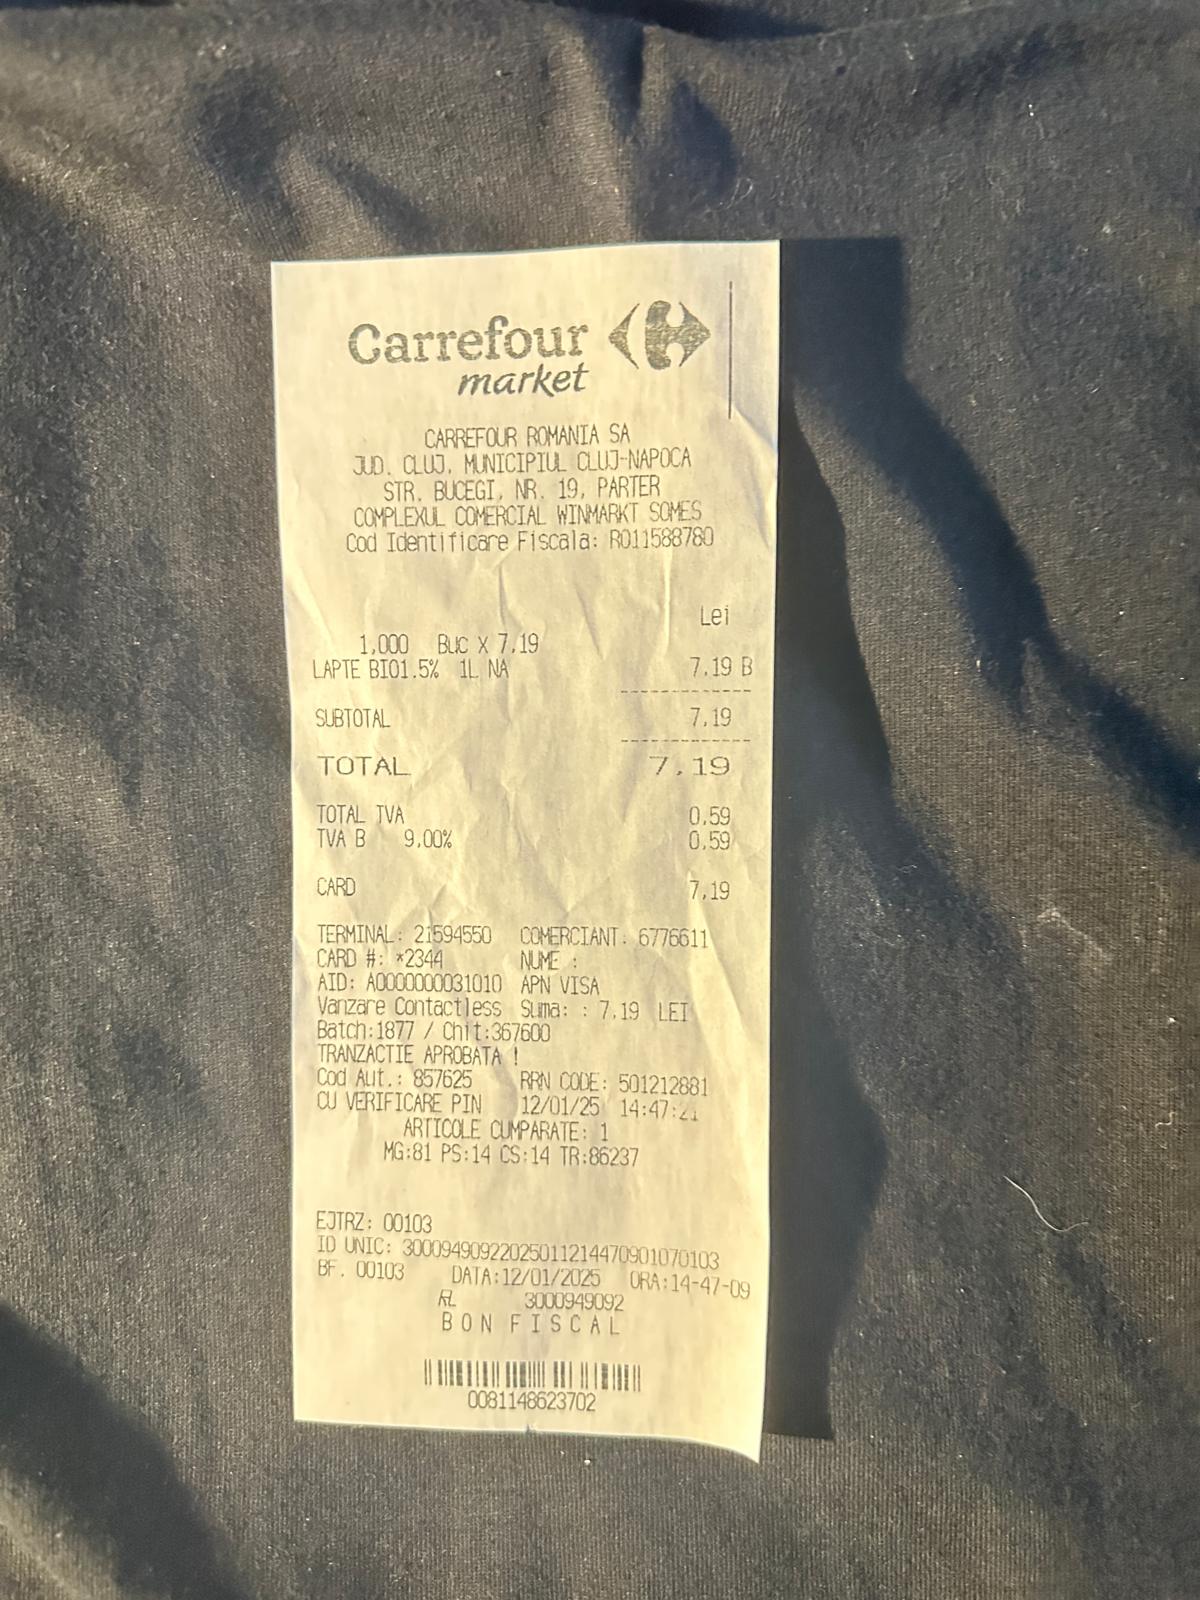 Carrefour
market
CARREFOUR ROMANIA SA
JUD. CLUJ, MUNICIPIUL CLUJ-NAPOCA
STR. BUCEGI, NR. 19, PARTER
COMPLEXUL COMERCIAL WINMARKT SOMES
Cod Identificare Fiscala: RO11588780
Lei
1,000 Buc x 7,19
LAPTE BIO1.5% 1L NA 7,19 B
SUBTOTAL 7,19
TOTAL 7,19
TOTAL TVA 0,59
TVA B 9,00% 0,59
CARD 7,19
TERMINAL: 21594550 COMERCIANT. 6776611
CARD #: *2344 NUME :
AID: A0000000031010 APN VISA
Vanzare Contactless Suma: : 7,19 LEI
Batch:1877 / Chit:367600
TRANZACTIE APROBATA !
Cod Aut.: 857625 RRN CODE: 501212881
CU VERIFICARE PIN 12/01/25 14:47:21
ARTICOLE CUMPARATE: 1
MG:81 PS:14 CS:14 TR:86237
EJTRZ: 00103
ID UNIC: 3000949092202501121447090107​0103
BF. 00103 DATA:12/01/2025 ORA:14-47-09
3000949092
BON FISCAL
0081148623702